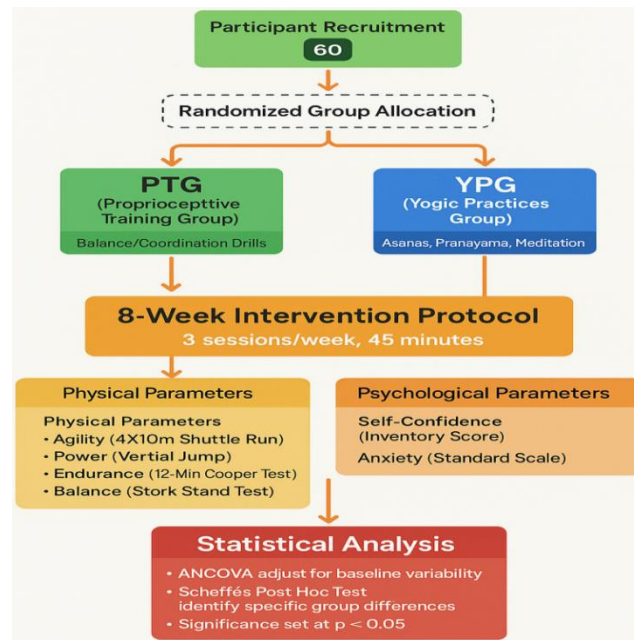 Participant Recruitment
60
Randomized Group Allocation
PTG
(Propriocepttive
Training Group)
Balance/Coordination Drills
YPG
(Yogic Practices
Group)
Asanas, Pranayama, Meditation
8-Week Intervention Protocol
3 sessions/week, 45 minutes
Physical Parameters
Physical Parameters
• Agility (4X10m Shuttle Run)
• Power (Vertial Jump)
• Endurance (12-Min Cooper Test)
• Balance (Stork Stand Test)
Psychological Parameters
Self-Confidence
(Inventory Score)
Anxiety (Standard Scale)
Statistical Analysis
• ANCOVA adjust for baseline variability
• Scheffés Post Hoc Test
identify specific group differences
• Significance set at p < 0.05